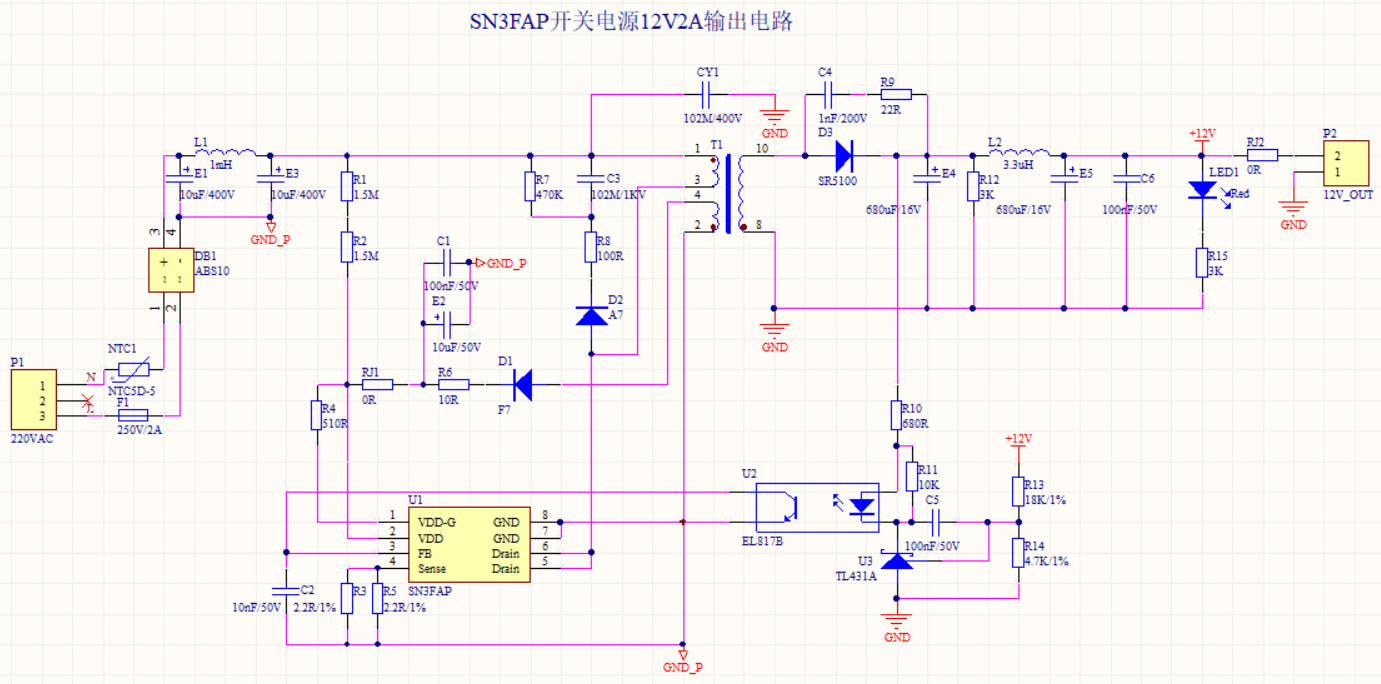 SN3FAP开关电源12V2A输出电路
CY1
102M/400V
GND
C4
1nF/200V
R9
22R
D3
SR5100
L1
1mH
E1
10uF/400V
E3
10uF/400V
GND_P
R1
1.5M
R2
1.5M
R7
470K
C3
102M/1KV
R8
100R
D2
A7
T1
1
3
4
2
10
8
E4
680uF/16V
R12
3K
L2
3.3uH
E5
680uF/16V
C6
100nF/50V
+12V
LED1
Red
R15
3K
RJ2
0R
P2
2
1
12V_OUT
GND
GND
3
4
DB1
ABS10
1
2
C1
100nF/50V
GND_P
E2
10uF/50V
NTC1
NTC5D-5
F1
250V/2A
P1
1
2
3
220VAC
N
L
RJ1
0R
R6
10R
D1
F7
R4
510R
R10
680R
R11
10K
C5
100nF/50V
+12V
R13
18K/1%
R14
4.7K/1%
U2
EL817B
U3
TL431A
GND
U1
1 VDD-G GND 8
2 VDD GND 7
3 FB Drain 6
4 Sense Drain 5
SN3FAP
C2
10nF/50V
R3
2.2R/1%
R5
2.2R/1%
GND_P